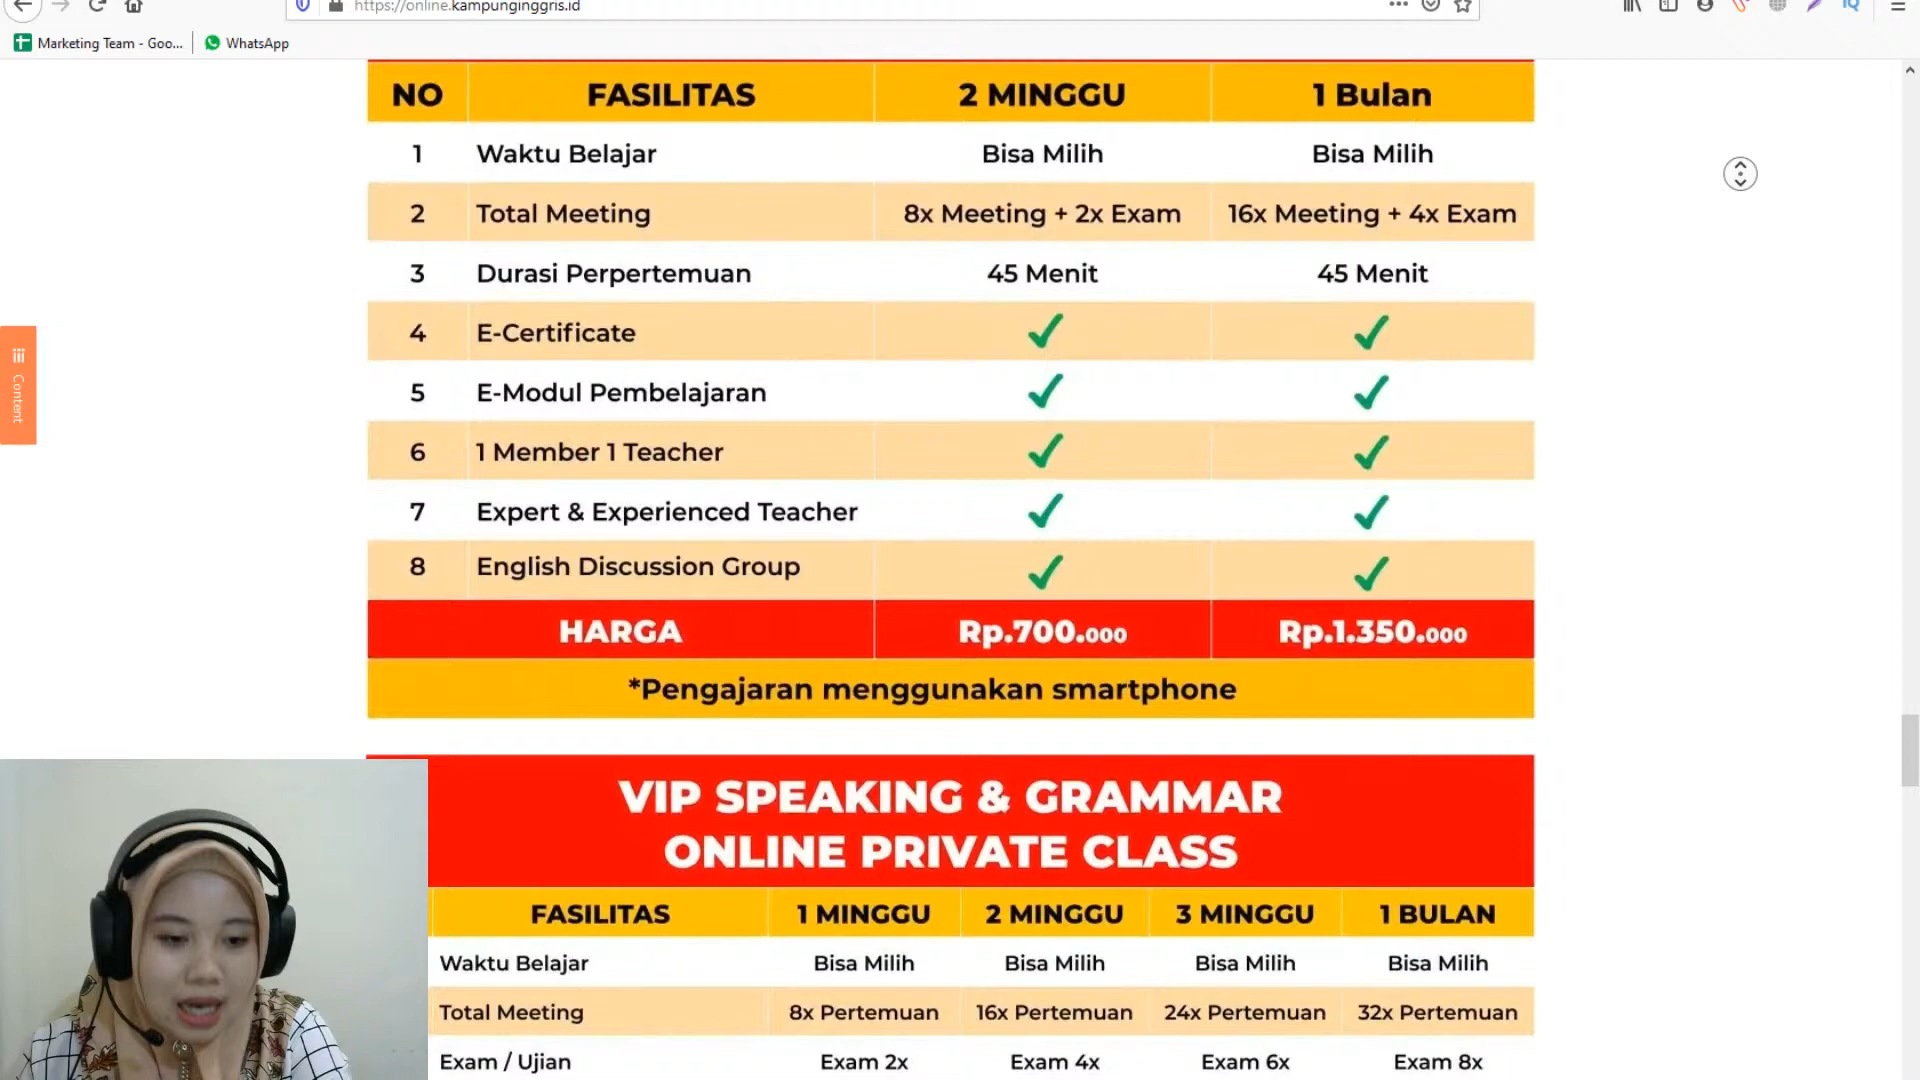 https://online.kampunginggris.id
Marketing Team - Goo...
WhatsApp
NO FASILITAS 2 MINGGU 1 Bulan
1 Waktu Belajar Bisa Milih Bisa Milih
2 Total Meeting 8x Meeting + 2x Exam 16x Meeting + 4x Exam
3 Durasi Perpertemuan 45 Menit 45 Menit
4 E-Certificate
5 E-Modul Pembelajaran
6 1 Member 1 Teacher
7 Expert & Experienced Teacher
8 English Discussion Group
HARGA Rp.700.000 Rp.1.350.000
*Pengajaran menggunakan smartphone
Content
VIP SPEAKING & GRAMMAR
ONLINE PRIVATE CLASS
FASILITAS 1 MINGGU 2 MINGGU 3 MINGGU 1 BULAN
Waktu Belajar Bisa Milih Bisa Milih Bisa Milih Bisa Milih
Total Meeting 8x Pertemuan 16x Pertemuan 24x Pertemuan 32x Pertemuan
Exam / Ujian Exam 2x Exam 4x Exam 6x Exam 8x